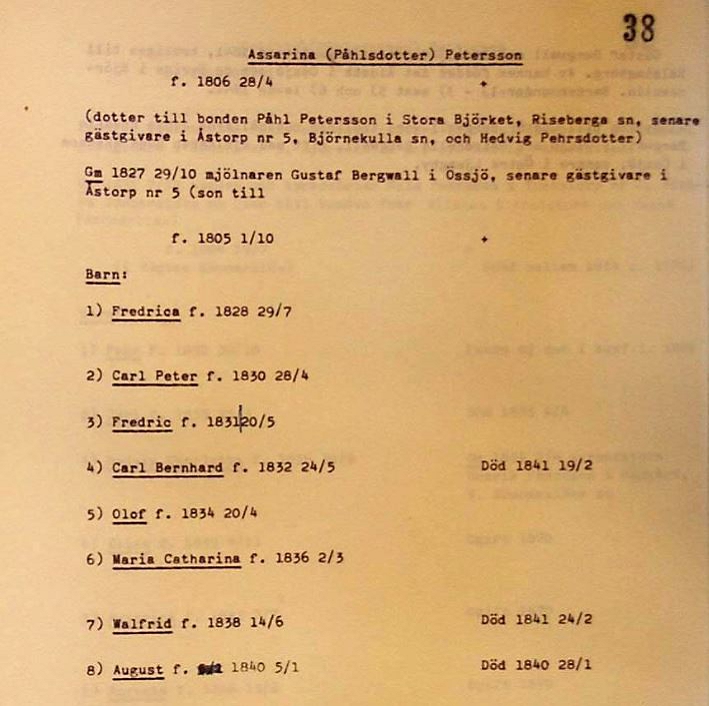 38
Assarina (Påhlsdotter) Petersson
f. 1806 28/4 +
(dotter till bonden Påhl Petersson i Stora Björket, Riseberga sn, senare
gästgivare i Åstorp nr 5, Björnekulla sn, och Hedvig Pehrsdotter)
Gm 1827 29/10 mjölnaren Gustaf Bergwall i Össjö, senare gästgivare i
Åstorp nr 5 (son till
f. 1805 1/10 +
Barn:
1) Fredrica f. 1828 29/7
2) Carl Peter f. 1830 28/4
3) Fredric f. 1831|20/5
4) Carl Bernhard f. 1832 24/5 Död 1841 19/2
5) Olof f. 1834 20/4
6) Maria Catharina f. 1836 2/3
7) Walfrid f. 1838 14/6 Död 1841 24/2
8) August f. 1840 5/1 Död 1840 28/1